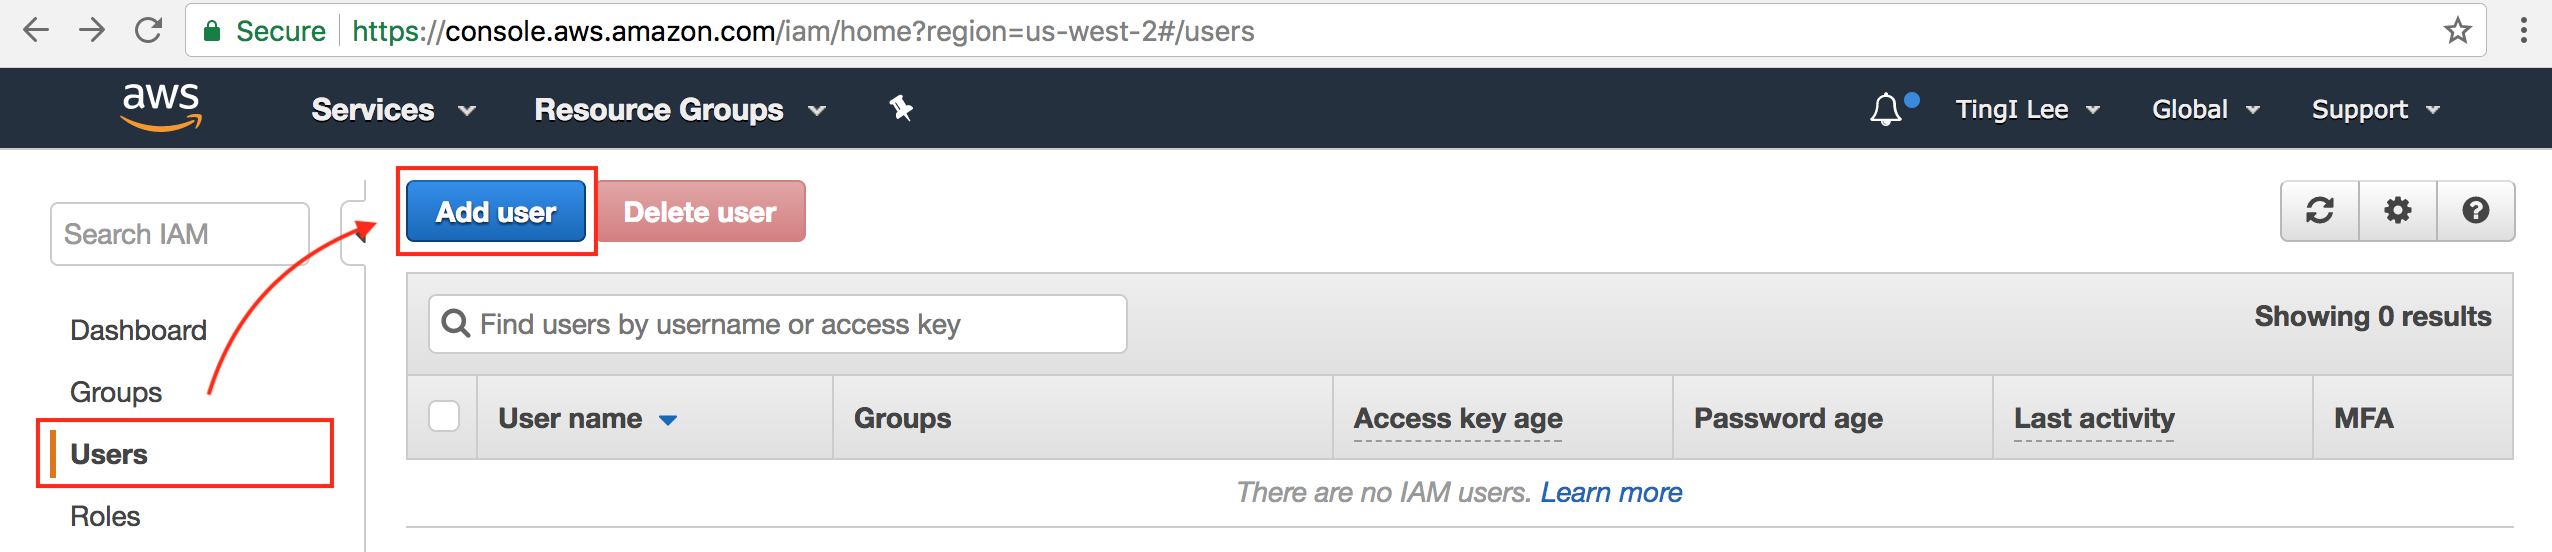 Secure https://console.aws.amazon.com/iam/home?region=us-west-2#/users
aws Services Resource Groups TingI Lee Global Support
Search IAM
Add user Delete user
Find users by username or access key
Showing 0 results
Dashboard
Groups
Users
Roles
User name Groups Access key age Password age Last activity MFA
There are no IAM users. Learn more